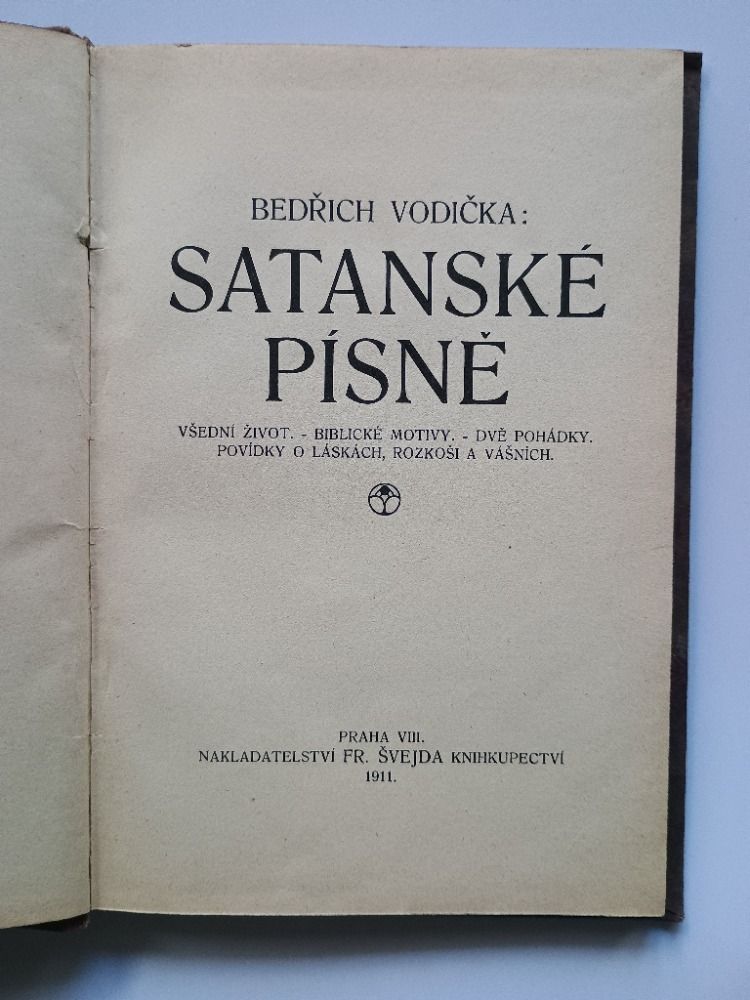 BEDŘICH VODIČKA:
SATANSKÉ
PÍSNĚ
VŠEDNÍ ŽIVOT. - BIBLICKÉ MOTIVY. - DVĚ POHÁDKY.
POVÍDKY O LÁSKÁCH, ROZKOŠI A VÁŠNÍCH.
PRAHA VIII.
NAKLADATELSTVÍ FR. ŠVEJDA KNIHKUPECTVÍ
1911.